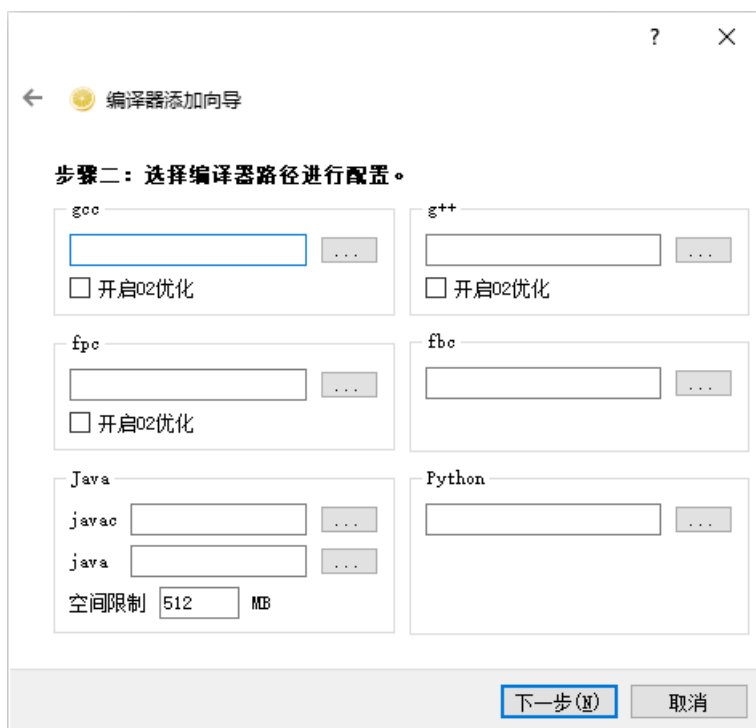 ?
编译器添加向导
步骤二：选择编译器路径进行配置。
gcc
g++
...
...
开启O2优化
开启O2优化
fpc
fbc
...
...
开启O2优化
Java
Python
javac
...
...
java
...
空间限制 512 MB
下一步(N)
取消